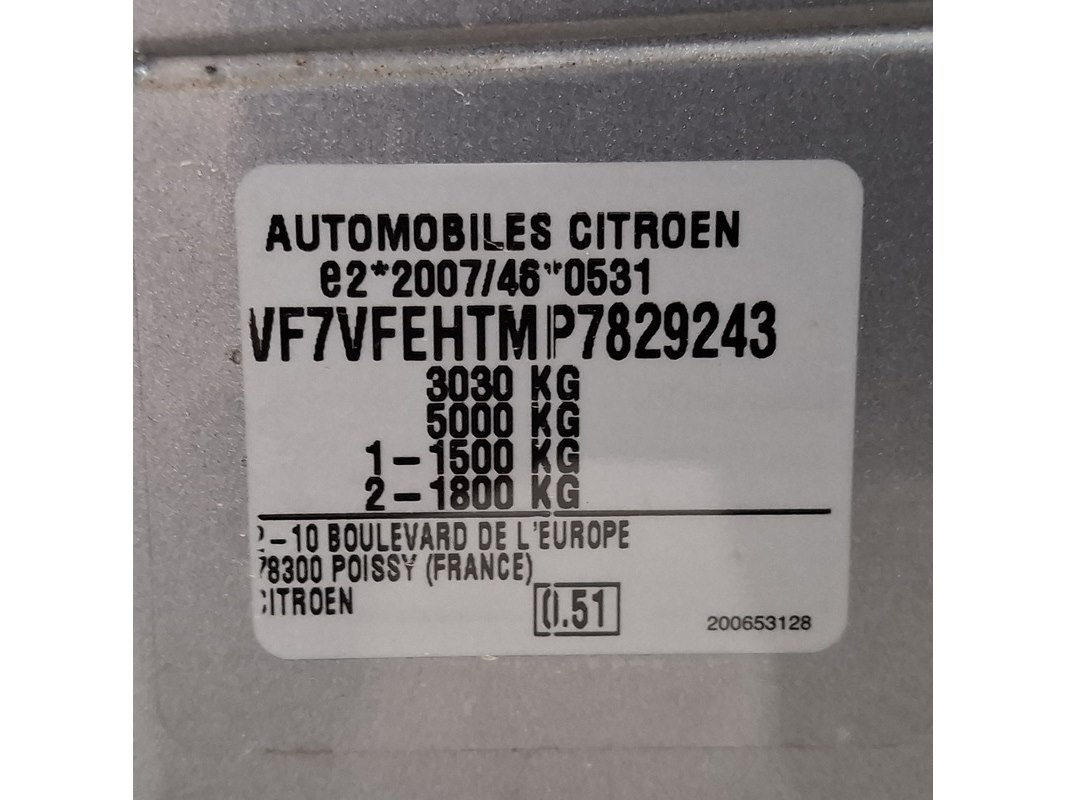 AUTOMOBILES CITROEN
e2*2007/46*0531
VF7VFEHTMP7829243
3030 KG
5000 KG
1-1500 KG
2-1800 KG
2-10 BOULEVARD DE L'EUROPE
78300 POISSY (FRANCE)
CITROEN
0.51
200653128